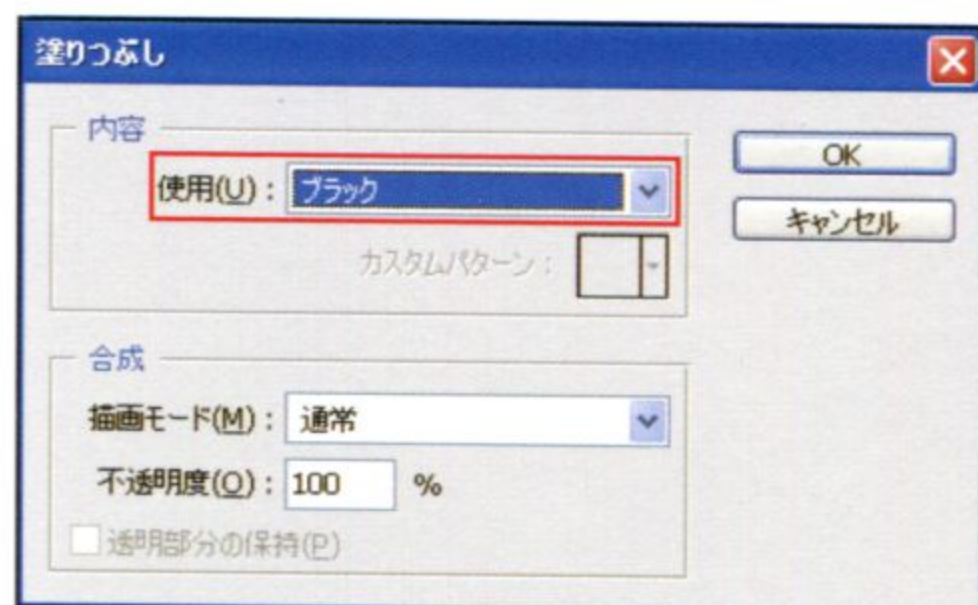 塗りつぶし
内容
使用(U)：ブラック
カスタムパターン：
OK
キャンセル
合成
描画モード(M)：通常
不透明度(O)：100 %
透明部分の保持(P)